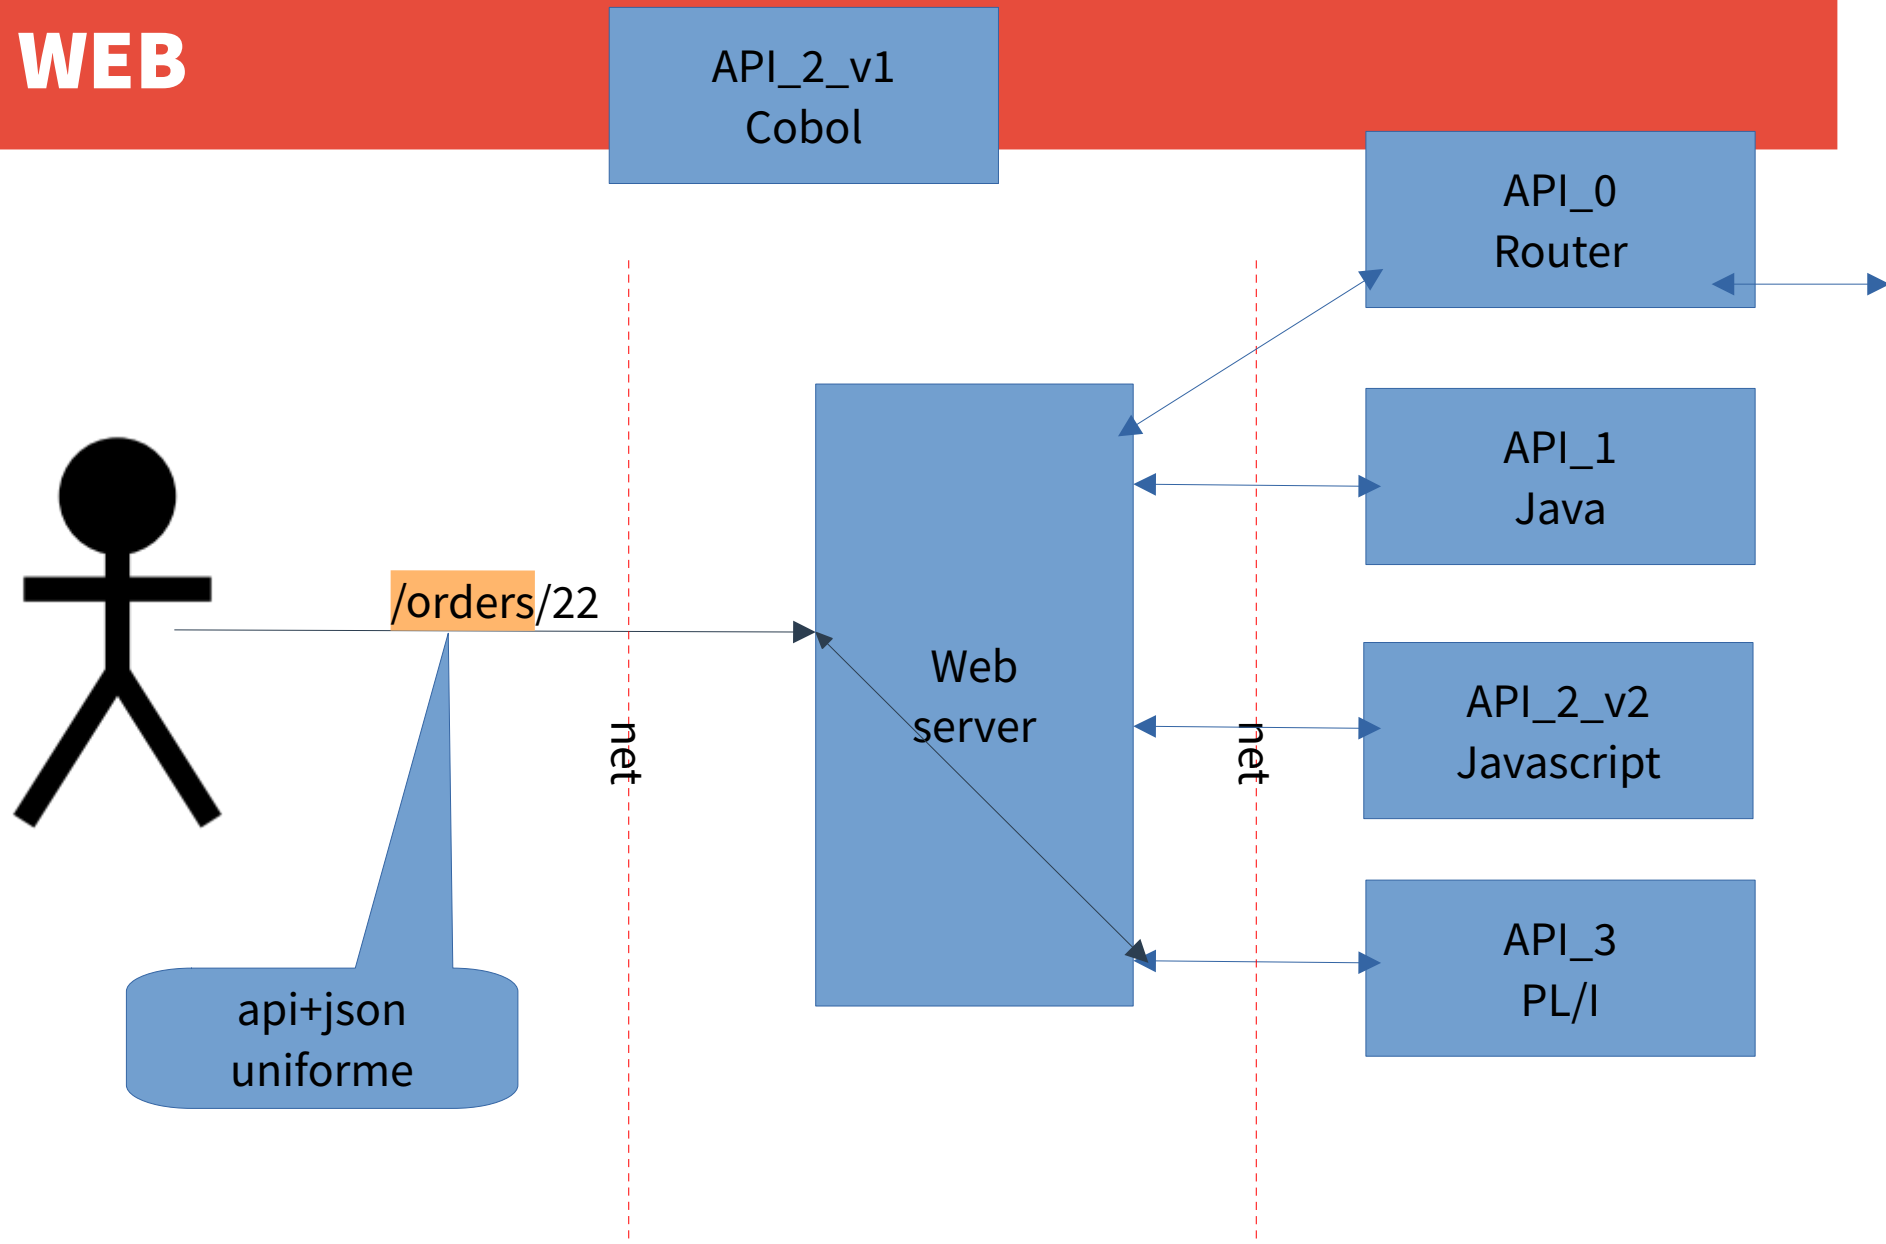 WEB
API_2_v1
Cobol
API_0
Router
API_1
Java
/orders/22
Web
server
net
net
API_2_v2
Javascript
API_3
PL/I
api+json
uniforme